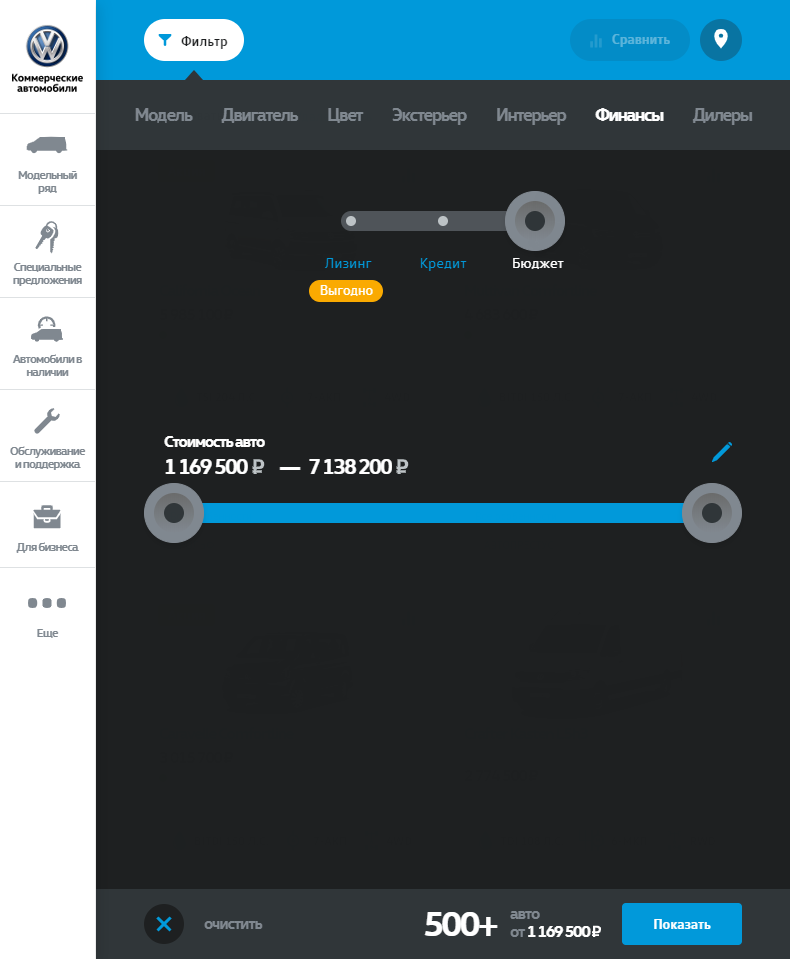 Фильтр
Сравнить
Коммерческие
автомобили
Модельный
ряд
Специальные
предложения
Автомобили в
наличии
Обслуживание
и поддержка
Для бизнеса
Еще
Модель
Двигатель
Цвет
Экстерьер
Интерьер
Финансы
Дилеры
Лизинг
Кредит
Бюджет
Выгодно
Стоимость авто
1 169 500 ₽ — 7 138 200 ₽
очистить
500+
авто
от 1 169 500 ₽
Показать